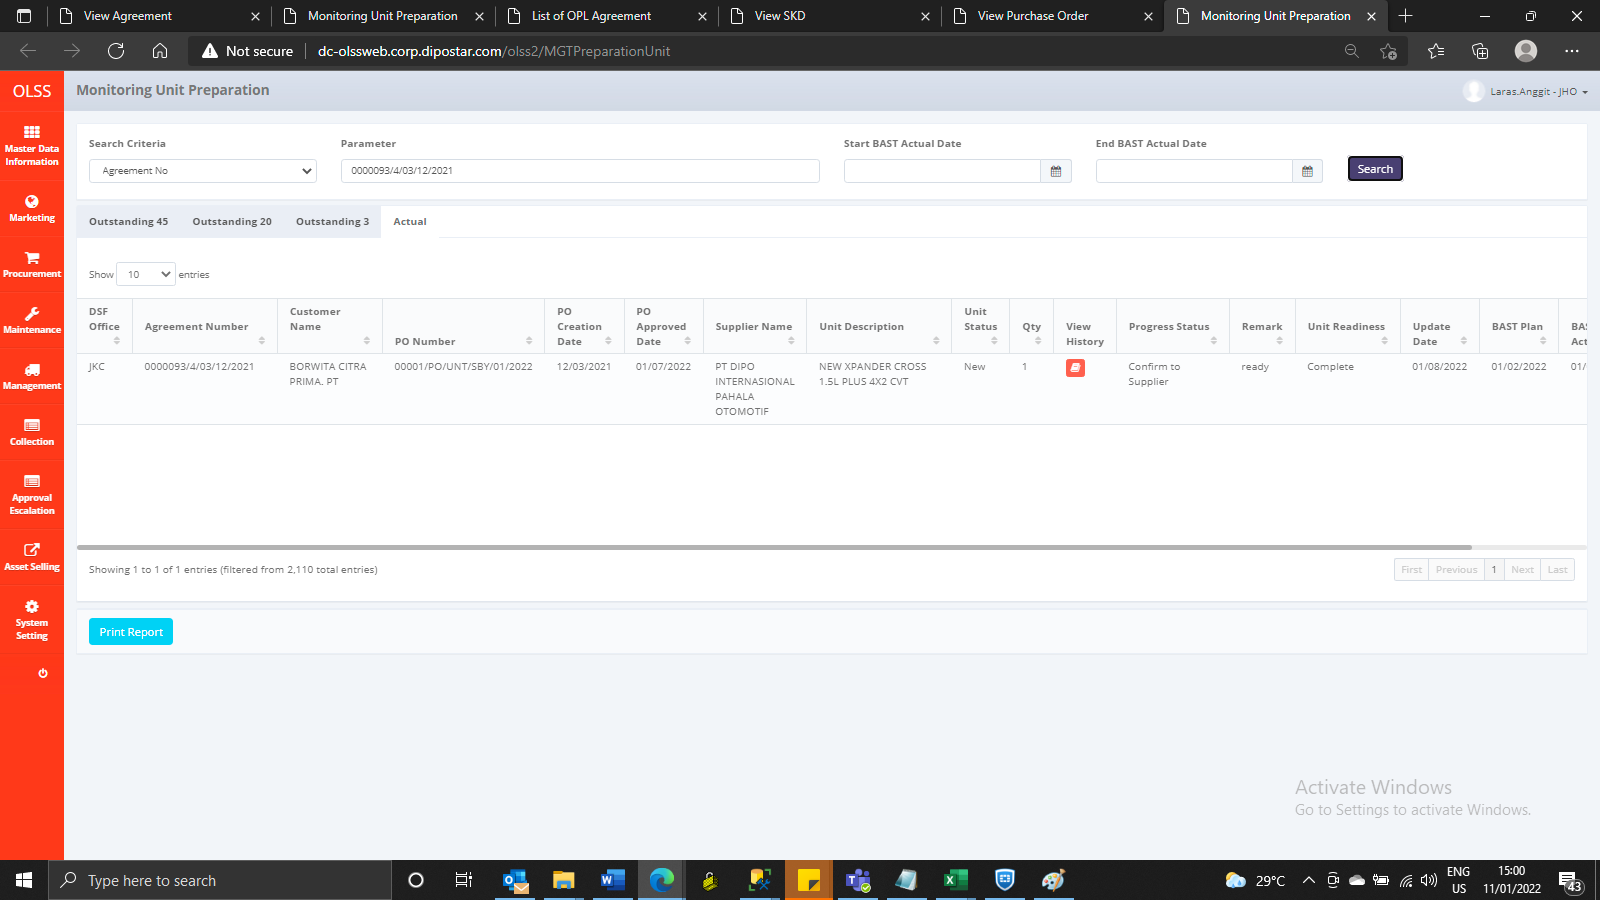 View Agreement
Monitoring Unit Preparation
List of OPL Agreement
View SKD
View Purchase Order
Monitoring Unit Preparation
Not secure
dc-olssweb.corp.dipostar.com/olss2/MGTPreparationUnit
OLSS
Monitoring Unit Preparation
Laras.Anggit - JHO
Master Data
Information
Marketing
Procurement
Maintenance
Management
Collection
Approval
Escalation
Asset Selling
System
Setting
Search Criteria
Parameter
Start BAST Actual Date
End BAST Actual Date
Agreement No
0000093/4/03/12/2021
Search
Outstanding 45
Outstanding 20
Outstanding 3
Actual
Show 10 entries
DSF
Office
Agreement Number
Customer
Name
PO Number
PO
Creation
Date
PO
Approved
Date
Supplier Name
Unit Description
Unit
Status
Qty
View
History
Progress Status
Remark
Unit Readiness
Update
Date
BAST Plan
BAS
Act
JKC
0000093/4/03/12/2021
BORWITA CITRA
PRIMA. PT
00001/PO/UNT/SBY/01/2022
12/03/2021
01/07/2022
PT DIPO
INTERNASIONAL
PAHALA
OTOMOTIF
NEW XPANDER CROSS
1.5L PLUS 4X2 CVT
New
1
Confirm to
Supplier
ready
Complete
01/08/2022
01/02/2022
01/
Showing 1 to 1 of 1 entries (filtered from 2,110 total entries)
First
Previous
1
Next
Last
Print Report
Activate Windows
Go to Settings to activate Windows.
Type here to search
29°C
ENG
US
15:00
11/01/2022
43